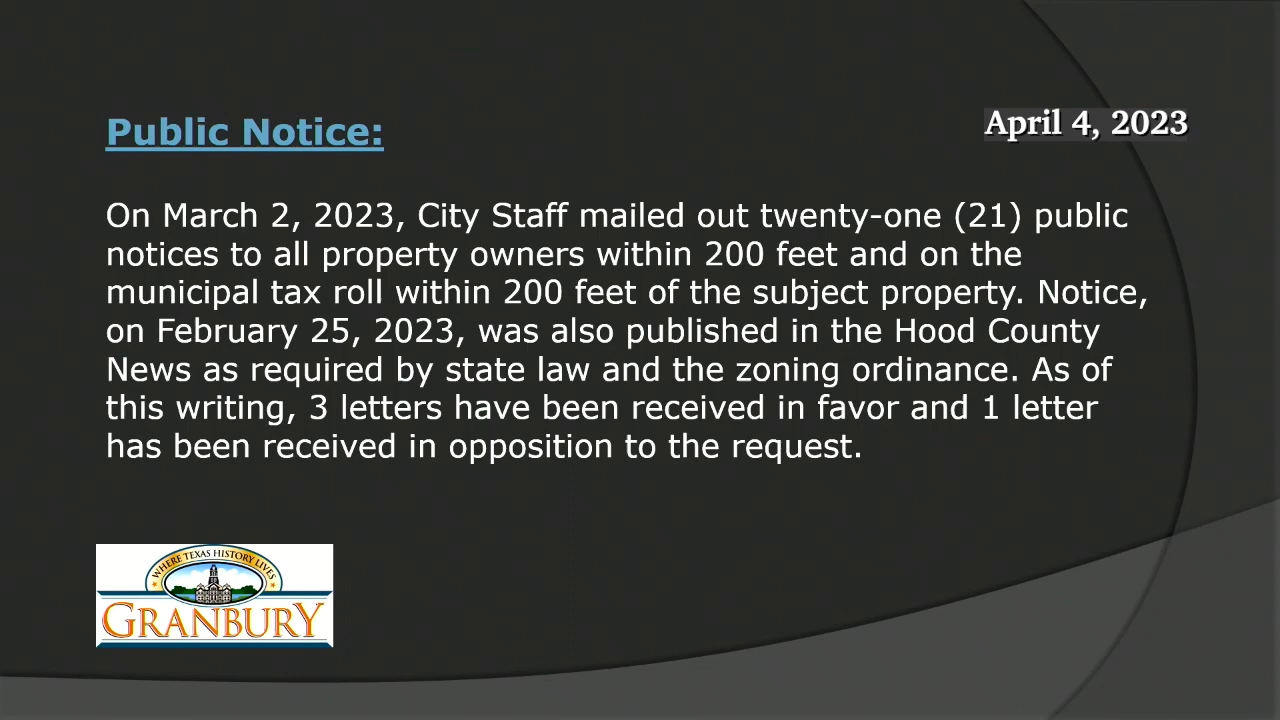 Public Notice:
April 4, 2023
On March 2, 2023, City Staff mailed out twenty-one (21) public
notices to all property owners within 200 feet and on the
municipal tax roll within 200 feet of the subject property. Notice,
on February 25, 2023, was also published in the Hood County
News as required by state law and the zoning ordinance. As of
this writing, 3 letters have been received in favor and 1 letter
has been received in opposition to the request.
WHERE TEXAS HISTORY LIVES
GRANBURY